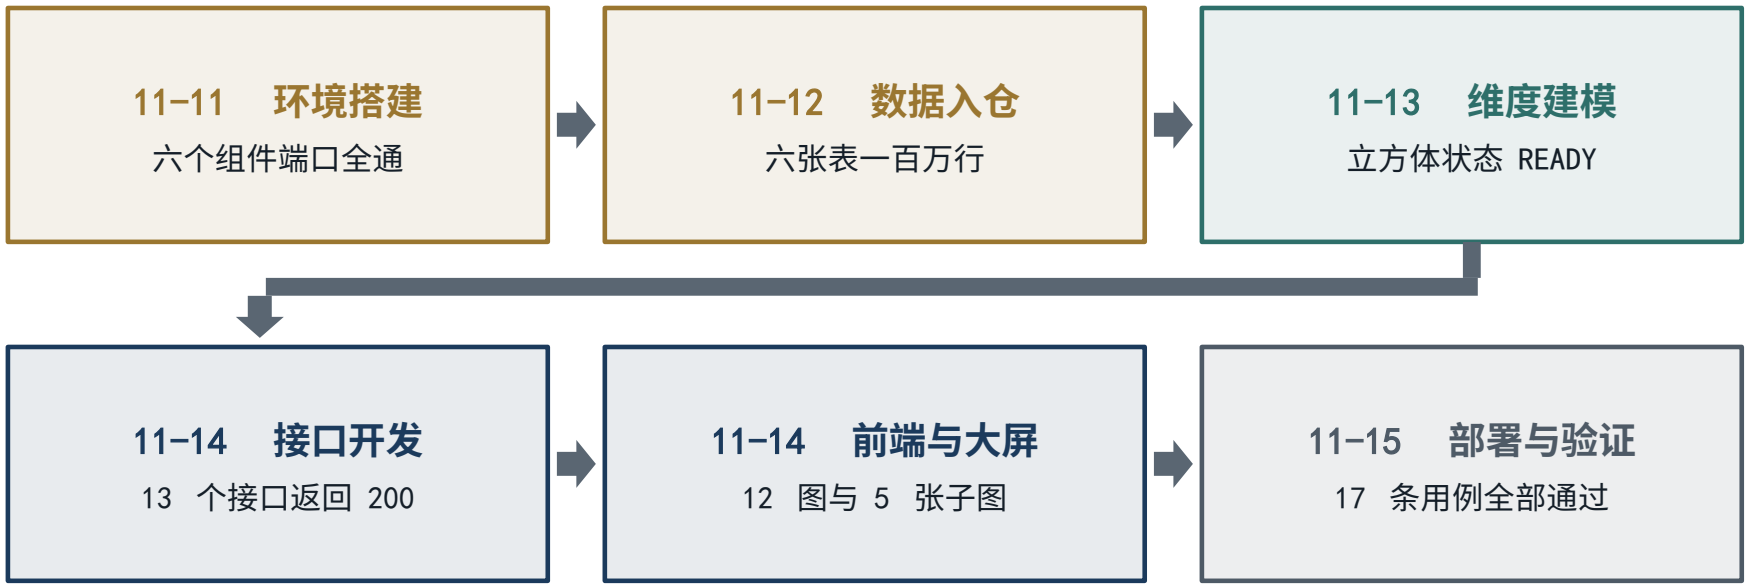 11-11 环境搭建
六个组件端口全通
11-12 数据入仓
六张表一百万行
11-13 维度建模
立方体状态 READY
11-14 接口开发
13 个接口返回 200
11-14 前端与大屏
12 图与 5 张子图
11-15 部署与验证
17 条用例全部通过